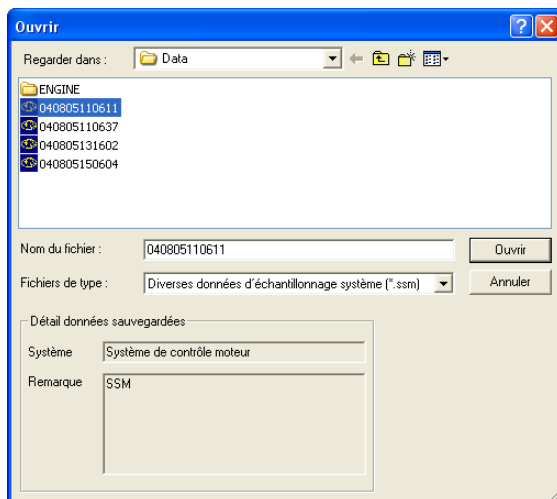 Ouvrir
Regarder dans :
Data
ENGINE
040805110611
040805110637
040805131602
040805150604
Nom du fichier :
040805110611
Ouvrir
Fichiers de type :
Diverses données d'échantillonnage système (*.ssm)
Annuler
Détail données sauvegardées
Système
Système de contrôle moteur
Remarque
SSM